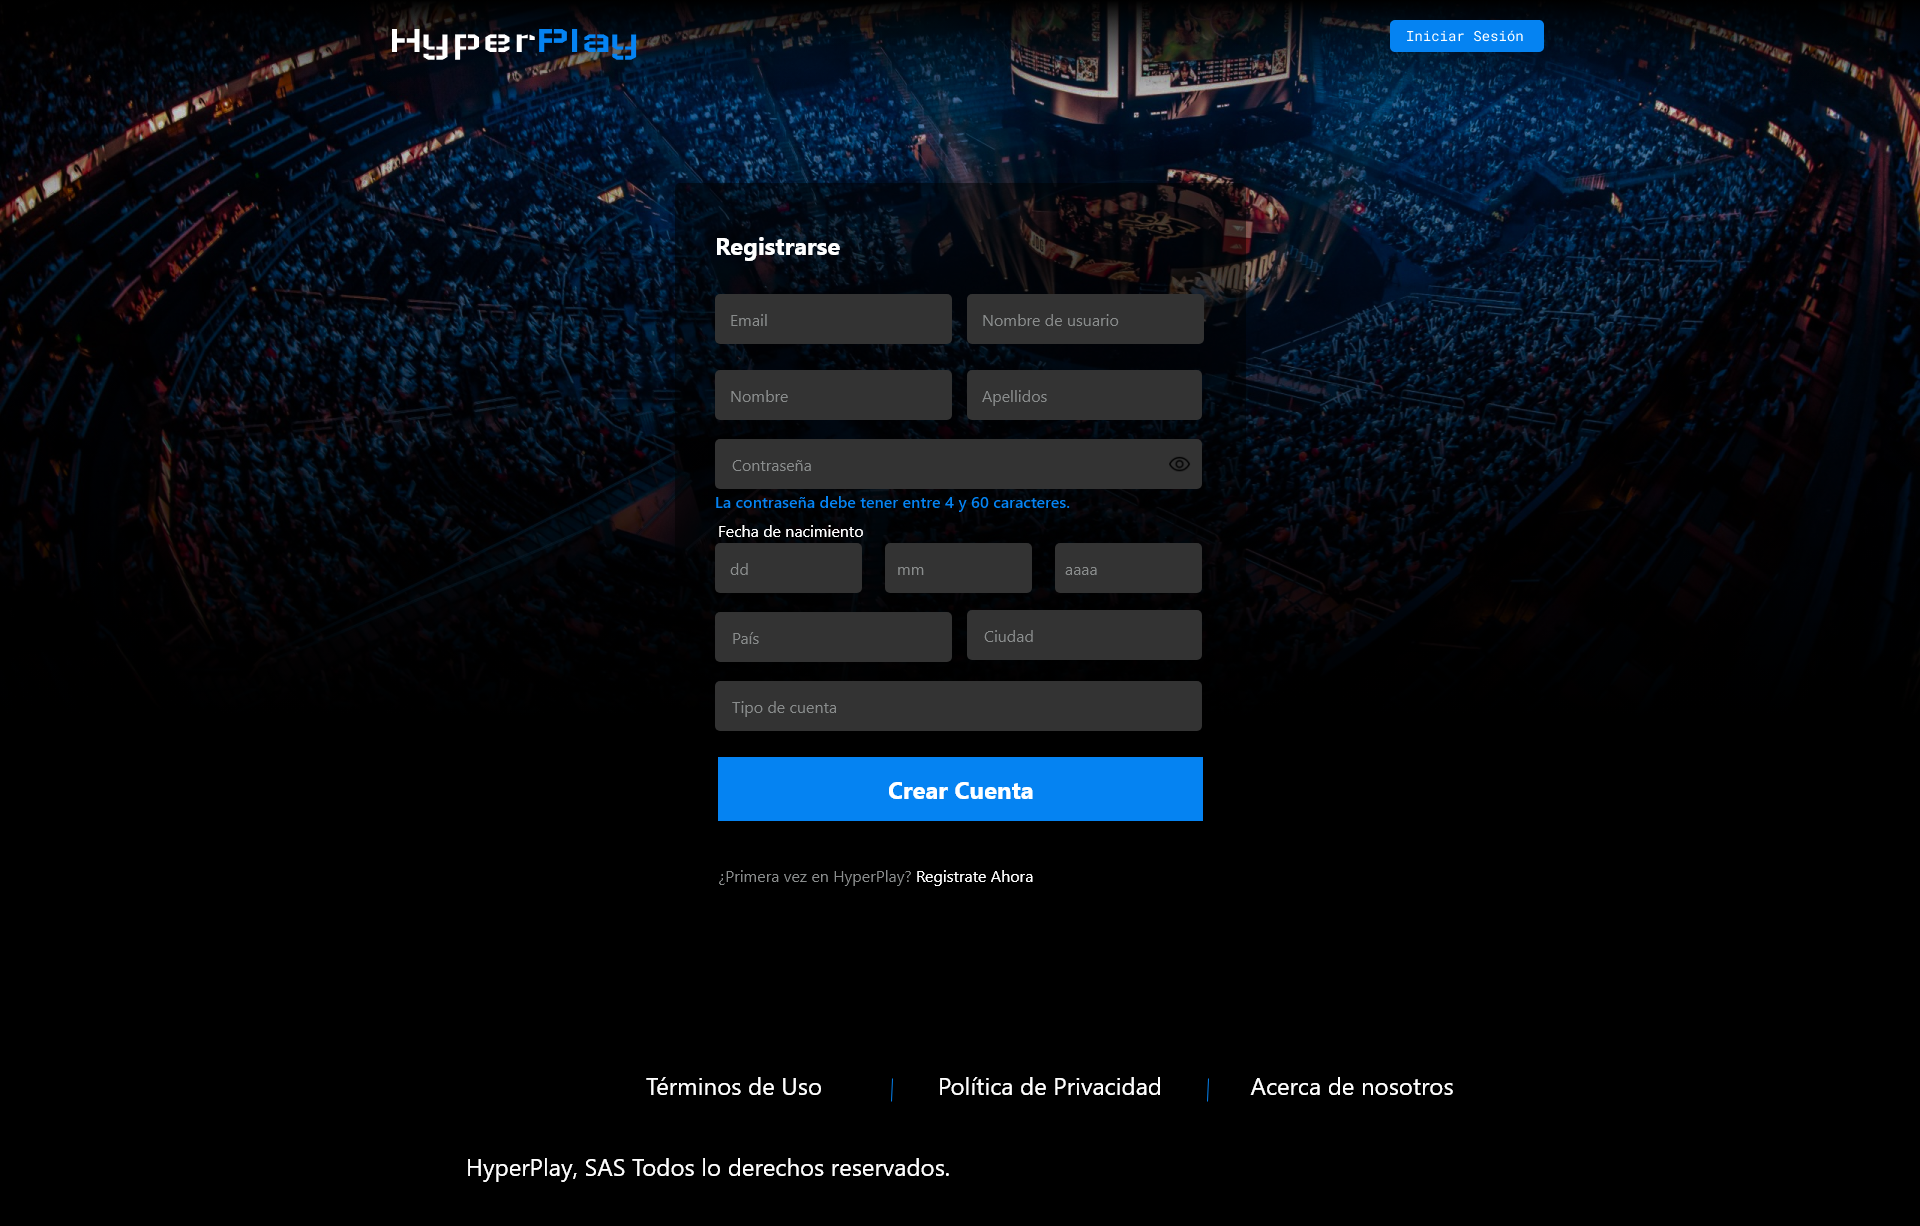 HyperPlay
Iniciar Sesión
WORLDS
Registrarse
Email
Nombre de usuario
Nombre
Apellidos
Contraseña
La contraseña debe tener entre 4 y 60 caracteres.
Fecha de nacimiento
dd
mm
aaaa
País
Ciudad
Tipo de cuenta
Crear Cuenta
¿Primera vez en HyperPlay? Registrate Ahora
Términos de Uso
Política de Privacidad
Acerca de nosotros
HyperPlay, SAS Todos lo derechos reservados.